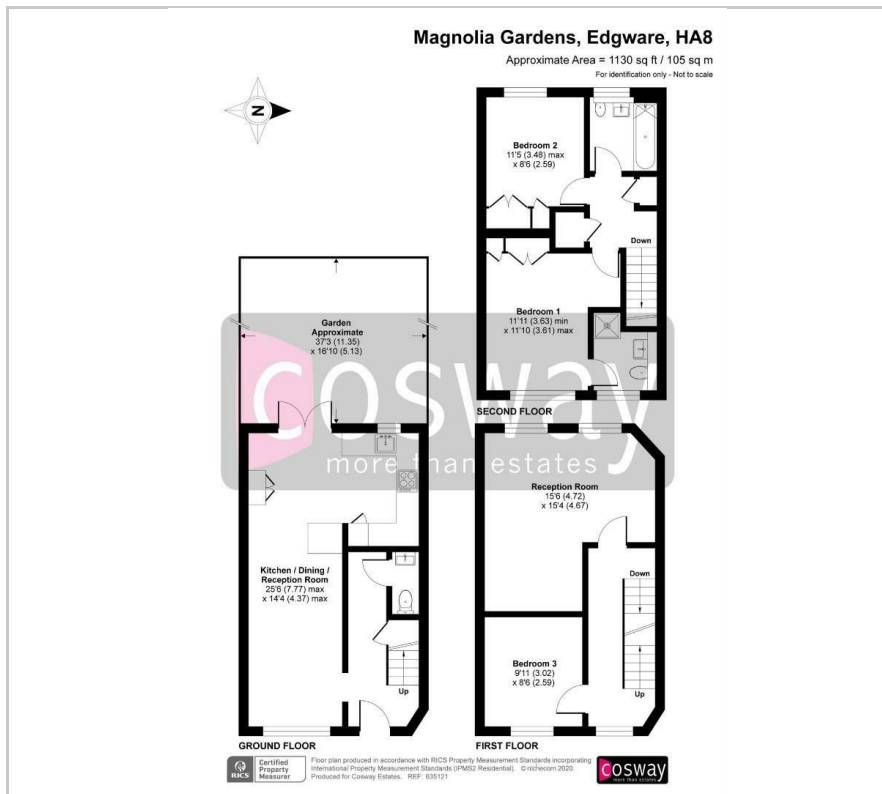 Magnolia Gardens, Edgware, HA8
Approximate Area = 1130 sq ft / 105 sq m
For identification only - Not to scale
N
Bedroom 2
11'5 (3.48) max
x 8'6 (2.59)
Down
Bedroom 1
11'11 (3.63) min
x 11'10 (3.61) max
SECOND FLOOR
Garden
Approximate
37'3 (11.35)
x 16'10 (5.13)
cosway
more than estates
Reception Room
15'6 (4.72)
x 15'4 (4.67)
Kitchen / Dining /
Reception Room
25'6 (7.77) max
x 14'4 (4.37) max
Up
Down
Bedroom 3
9'11 (3.02)
x 8'6 (2.59)
Up
GROUND FLOOR
FIRST FLOOR
RICS
Certified
Property
Measurer
Floor plan produced in accordance with RICS Property Measurement Standards incorporating
International Property Measurement Standards (IPMS2 Residential). © nichecom 2020.
Produced for Cosway Estates. REF: 635121
cosway
more than estates